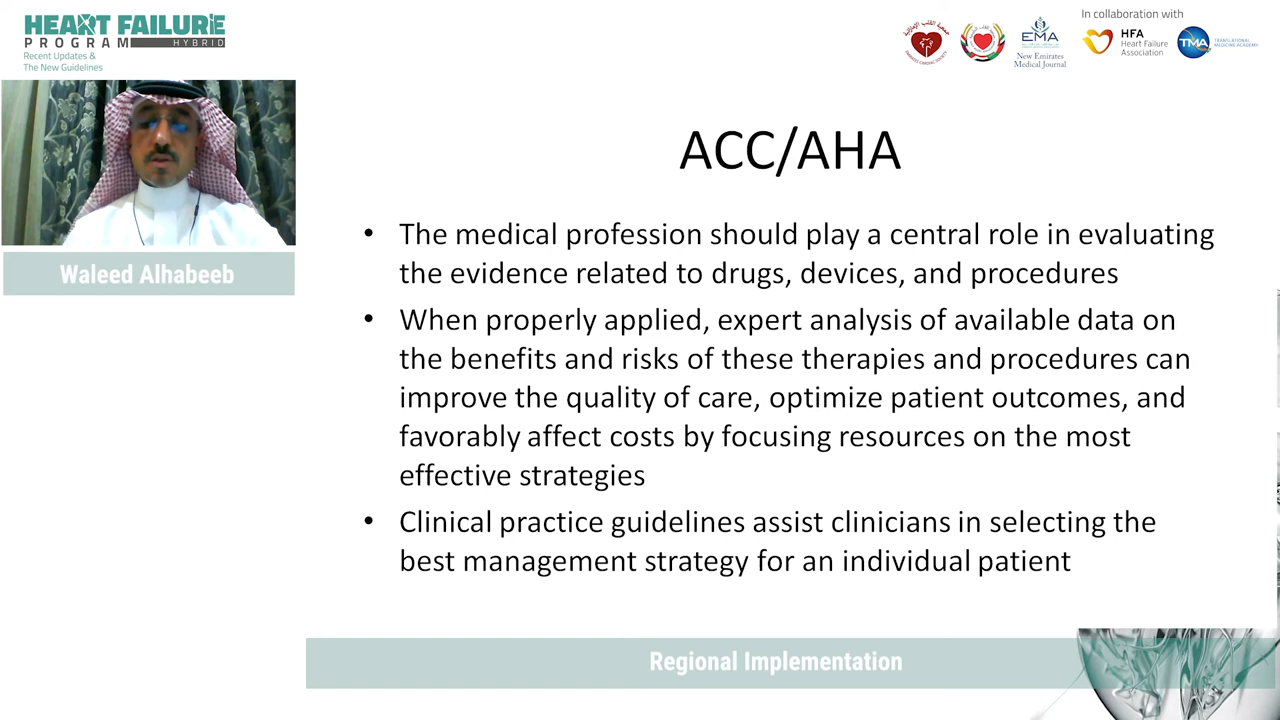 HEART FAILURE
PROGRAM HYBRID
Recent Updates &
The New Guidelines
In collaboration with
EMA
New Emirates
Medical Journal
HFA
Heart Failure
Association
TMA
TRANSLATIONAL
MEDICINE ACADEMY
Waleed Alhabeeb
ACC/AHA
• The medical profession should play a central role in evaluating
the evidence related to drugs, devices, and procedures
• When properly applied, expert analysis of available data on
the benefits and risks of these therapies and procedures can
improve the quality of care, optimize patient outcomes, and
favorably affect costs by focusing resources on the most
effective strategies
• Clinical practice guidelines assist clinicians in selecting the
best management strategy for an individual patient
Regional Implementation